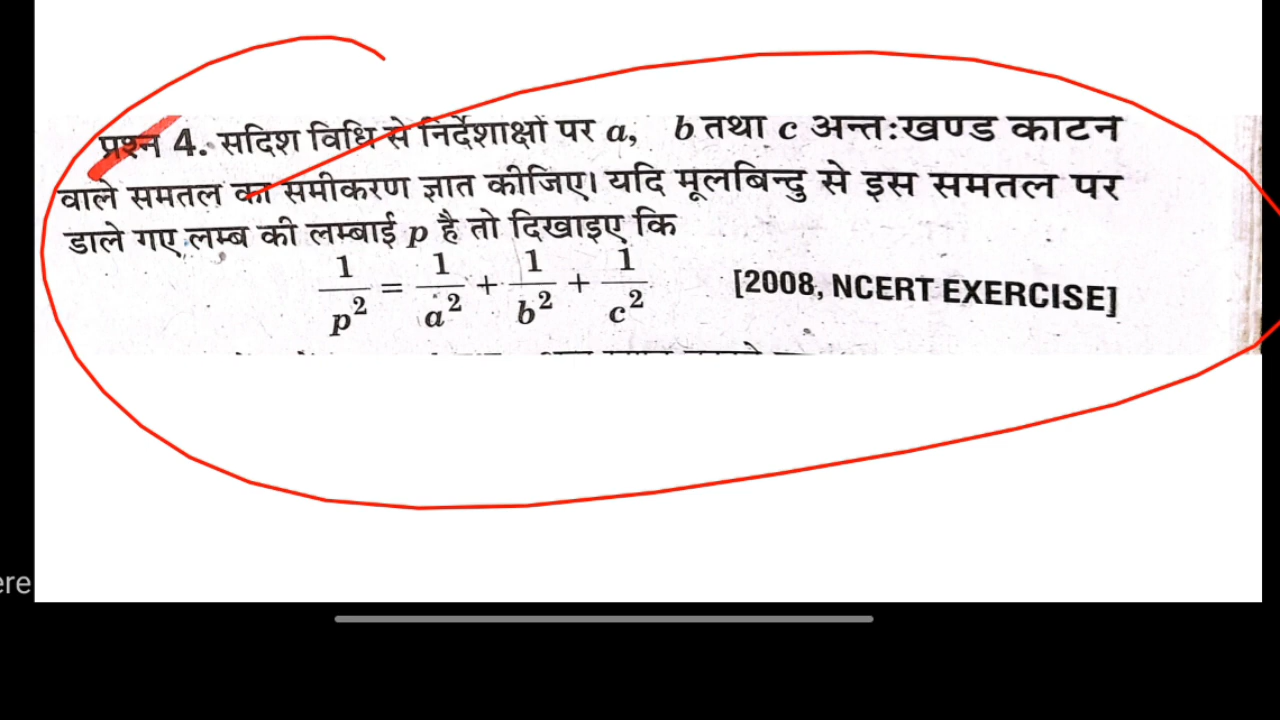 प्रश्न 4. सदिश विधि से निर्देशाक्षों पर a, b तथा c अन्त:खण्ड काटने
वाले समतल का समीकरण ज्ञात कीजिए। यदि मूलबिन्दु से इस समतल पर
डाले गए लम्ब की लम्बाई p है तो दिखाइए कि
1/p² = 1/a² + 1/b² + 1/c² [2008, NCERT EXERCISE]
ere